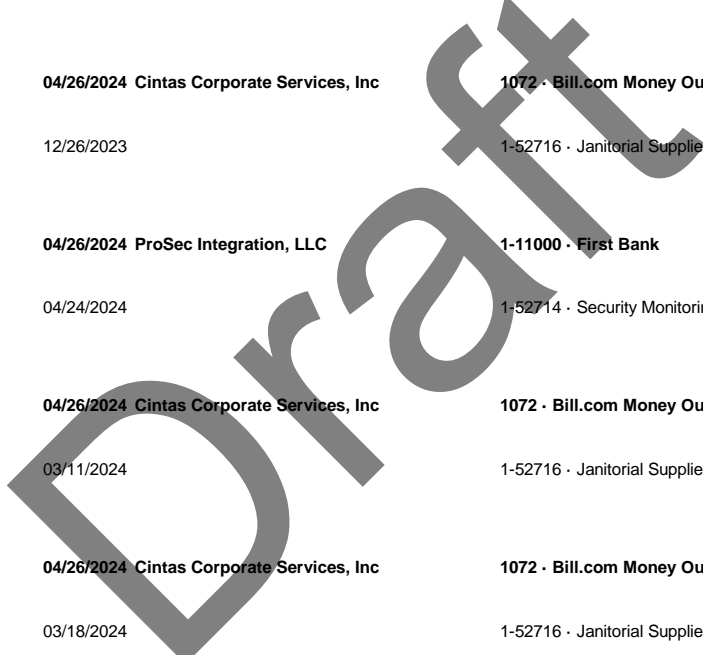 04/26/2024 Cintas Corporate Services, Inc 1072 · Bill.com Money Ou
12/26/2023 1-52716 · Janitorial Supplie
04/26/2024 ProSec Integration, LLC 1-11000 · First Bank
04/24/2024 1-52714 · Security Monitorin
04/26/2024 Cintas Corporate Services, Inc 1072 · Bill.com Money Ou
03/11/2024 1-52716 · Janitorial Supplie
04/26/2024 Cintas Corporate Services, Inc 1072 · Bill.com Money Ou
03/18/2024 1-52716 · Janitorial Supplie
Draft